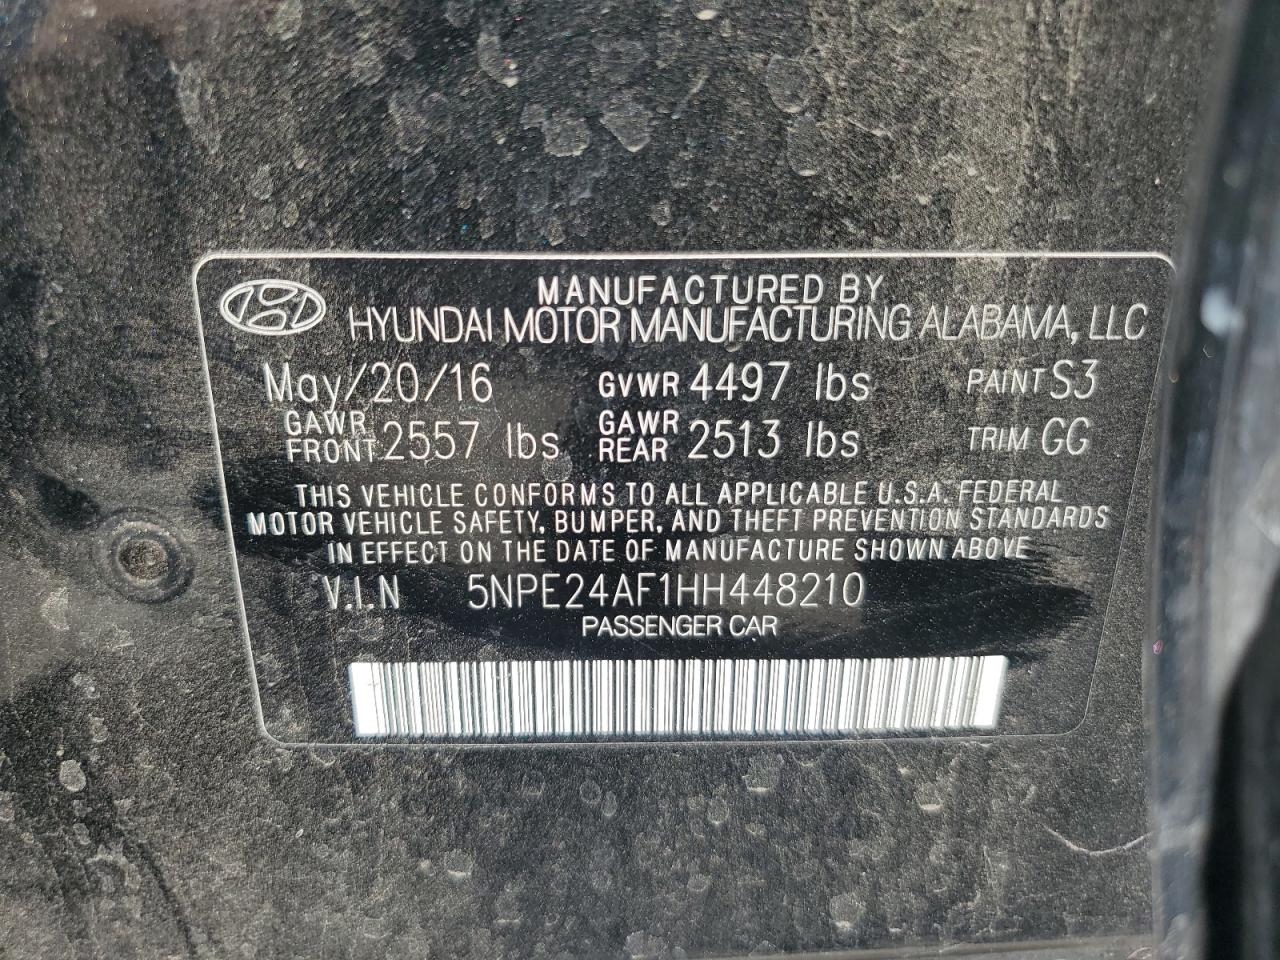 MANUFACTURED BY
HYUNDAI MOTOR MANUFACTURING ALABAMA, LLC
May/20/16 GVWR 4497 lbs PAINT S3
GAWR FRONT 2557 lbs GAWR REAR 2513 lbs TRIM GG
THIS VEHICLE CONFORMS TO ALL APPLICABLE U.S.A. FEDERAL
MOTOR VEHICLE SAFETY, BUMPER, AND THEFT PREVENTION STANDARDS
IN EFFECT ON THE DATE OF MANUFACTURE SHOWN ABOVE
V.I.N 5NPE24AF1HH448210
PASSENGER CAR